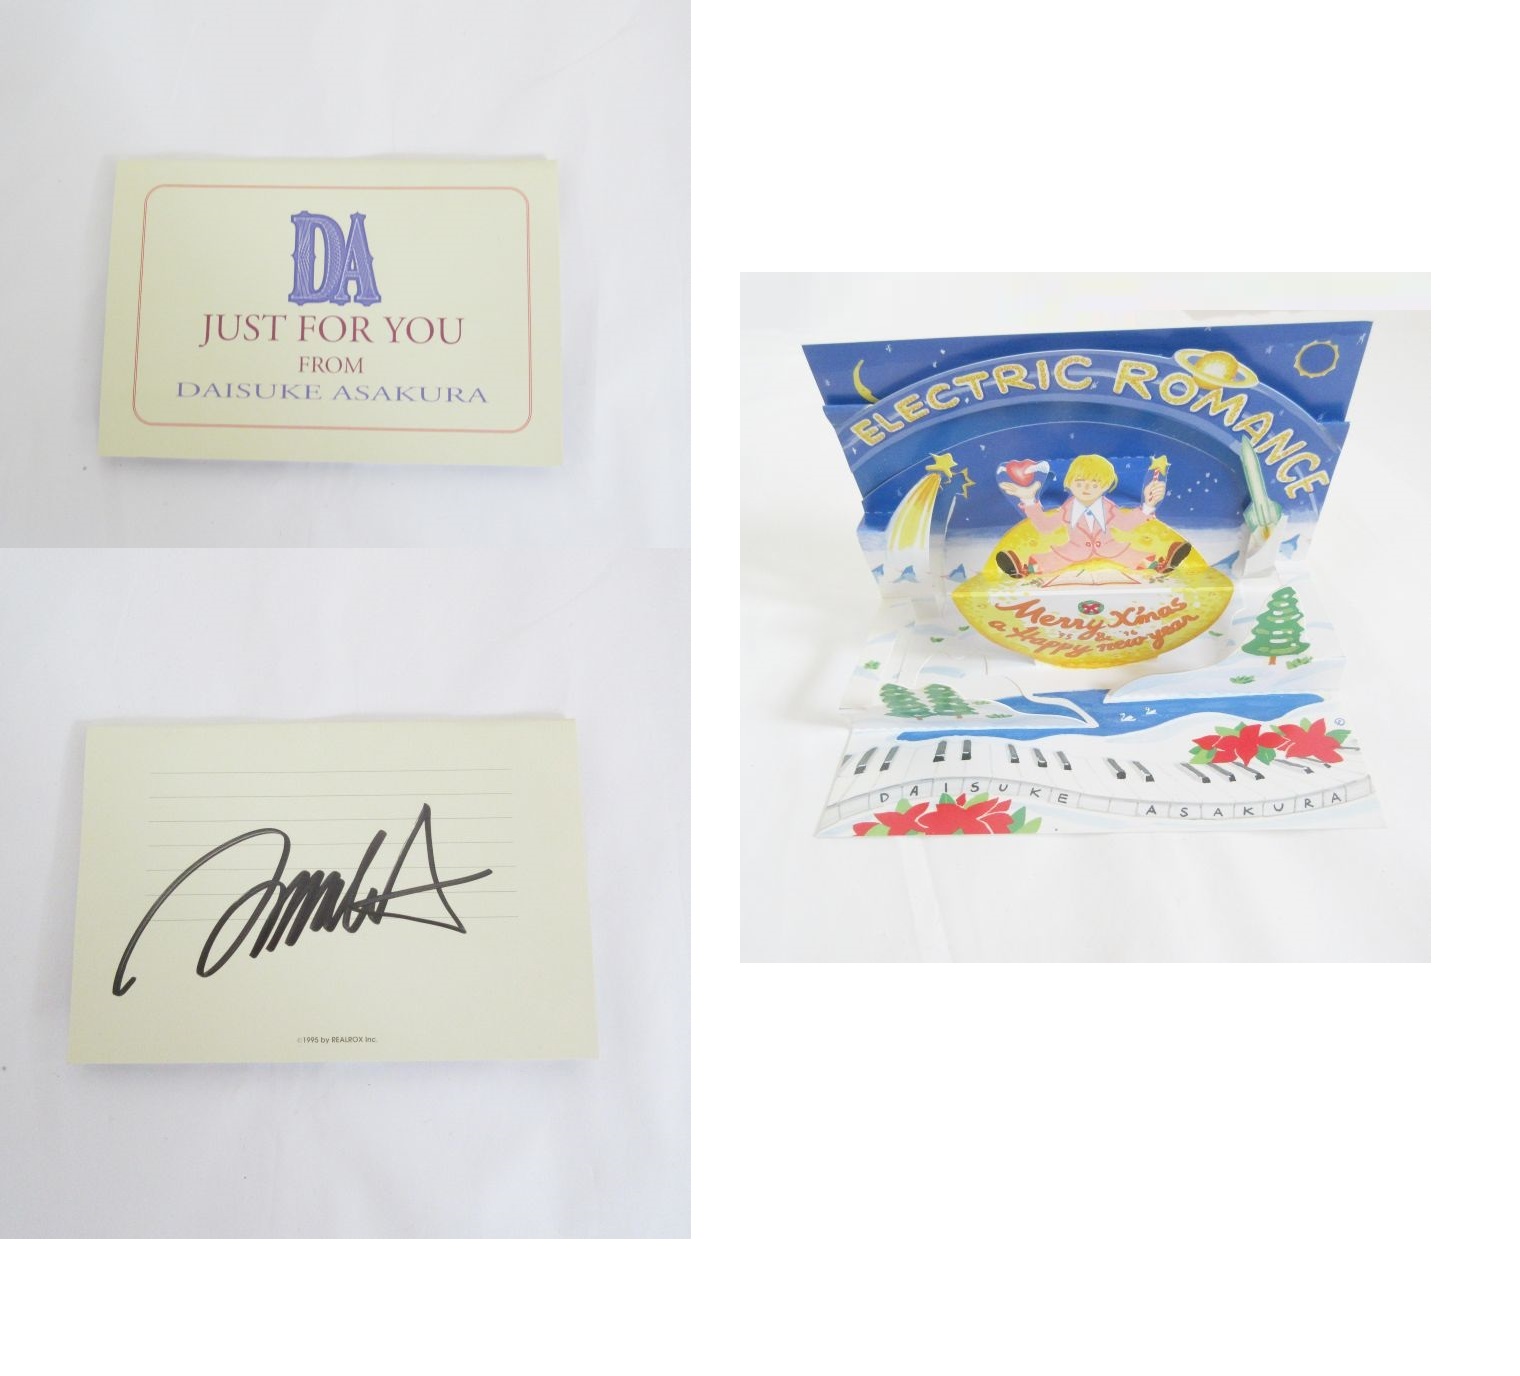 DA
JUST FOR YOU
FROM
DAISUKE ASAKURA
©1995 by REALROX Inc.
ELECTRIC ROMANCE
Merry X'mas
'95 & '96
a Happy new year
®
DAISUKE ASAKURA